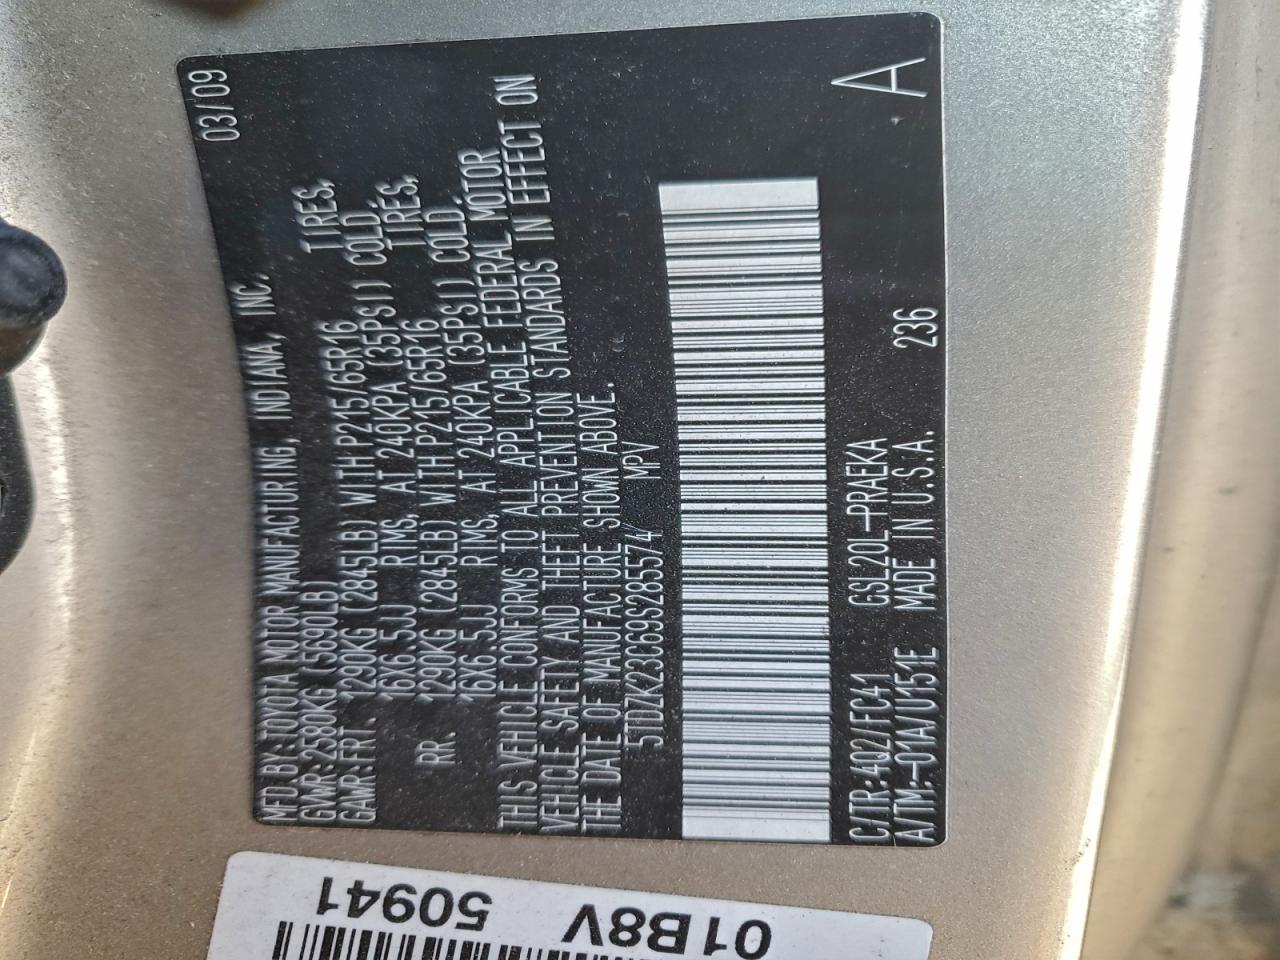 MFD.BY:TOYOTA MOTOR MANUFACTURING, INDIANA, INC. 03/09
GVWR:2580KG (5690LB)
GAWR:FRT. 1290KG (2845LB) WITH P215/65R16 TIRES,
16X6.5JJ RIMS, AT 240KPA (35PSI) COLD.
RR. 1290KG (2845LB) WITH P215/65R16 TIRES,
16X6.5JJ RIMS, AT 240KPA (35PSI) COLD.
THIS VEHICLE CONFORMS TO ALL APPLICABLE FEDERAL MOTOR
VEHICLE SAFETY AND THEFT PREVENTION STANDARDS IN EFFECT ON
THE DATE OF MANUFACTURE SHOWN ABOVE.
5TDZK23C69S285574 MPV
C/TR:4Q2/FC41 GSL20L-PRAEKA A
A/TM:-01A/U151E MADE IN U.S.A. 236
01B8V
50941